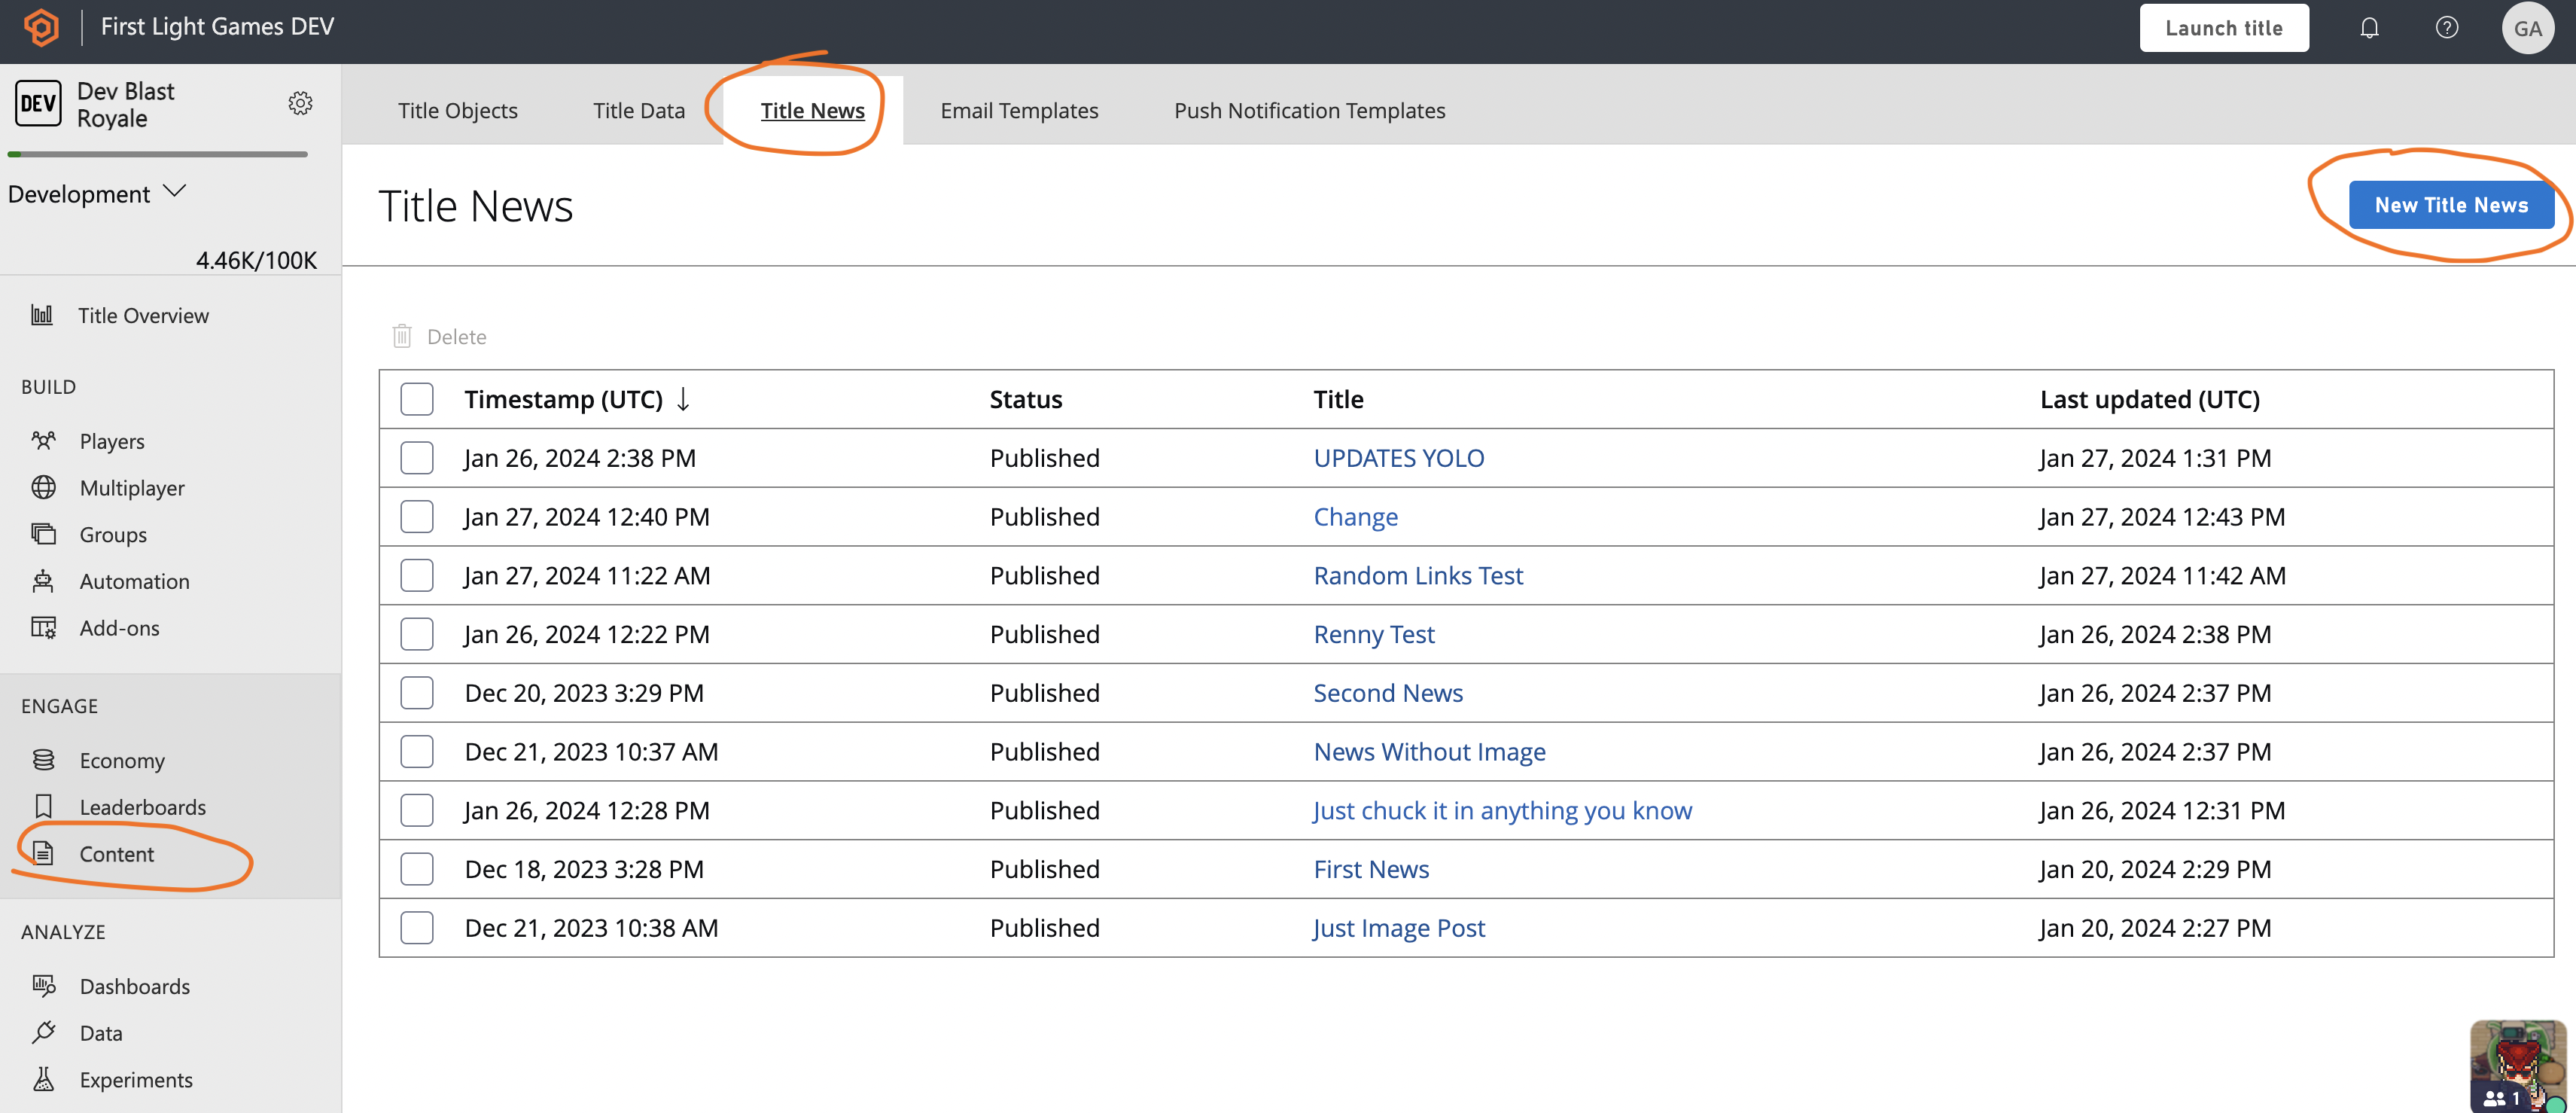 First Light Games DEV
Launch title
GA
DEV
Dev Blast
Royale
Development
4.46K/100K
Title Overview
BUILD
Players
Multiplayer
Groups
Automation
Add-ons
ENGAGE
Economy
Leaderboards
Content
ANALYZE
Dashboards
Data
Experiments
Title Objects
Title Data
Title News
Email Templates
Push Notification Templates
Title News
New Title News
Delete
Timestamp (UTC) ↓ Status Title Last updated (UTC)
Jan 26, 2024 2:38 PM Published UPDATES YOLO Jan 27, 2024 1:31 PM
Jan 27, 2024 12:40 PM Published Change Jan 27, 2024 12:43 PM
Jan 27, 2024 11:22 AM Published Random Links Test Jan 27, 2024 11:42 AM
Jan 26, 2024 12:22 PM Published Renny Test Jan 26, 2024 2:38 PM
Dec 20, 2023 3:29 PM Published Second News Jan 26, 2024 2:37 PM
Dec 21, 2023 10:37 AM Published News Without Image Jan 26, 2024 2:37 PM
Jan 26, 2024 12:28 PM Published Just chuck it in anything you know Jan 26, 2024 12:31 PM
Dec 18, 2023 3:28 PM Published First News Jan 20, 2024 2:29 PM
Dec 21, 2023 10:38 AM Published Just Image Post Jan 20, 2024 2:27 PM
1